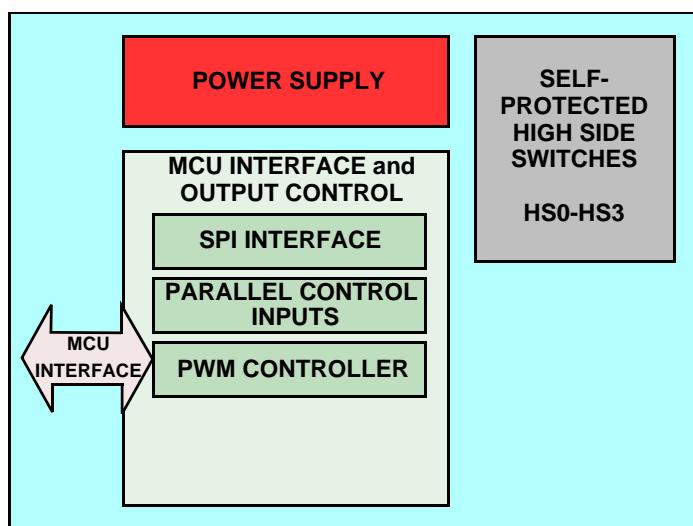 POWER SUPPLY
SELF-
PROTECTED
HIGH SIDE
SWITCHES
HS0-HS3
MCU INTERFACE and
OUTPUT CONTROL
SPI INTERFACE
PARALLEL CONTROL
INPUTS
PWM CONTROLLER
MCU
INTERFACE